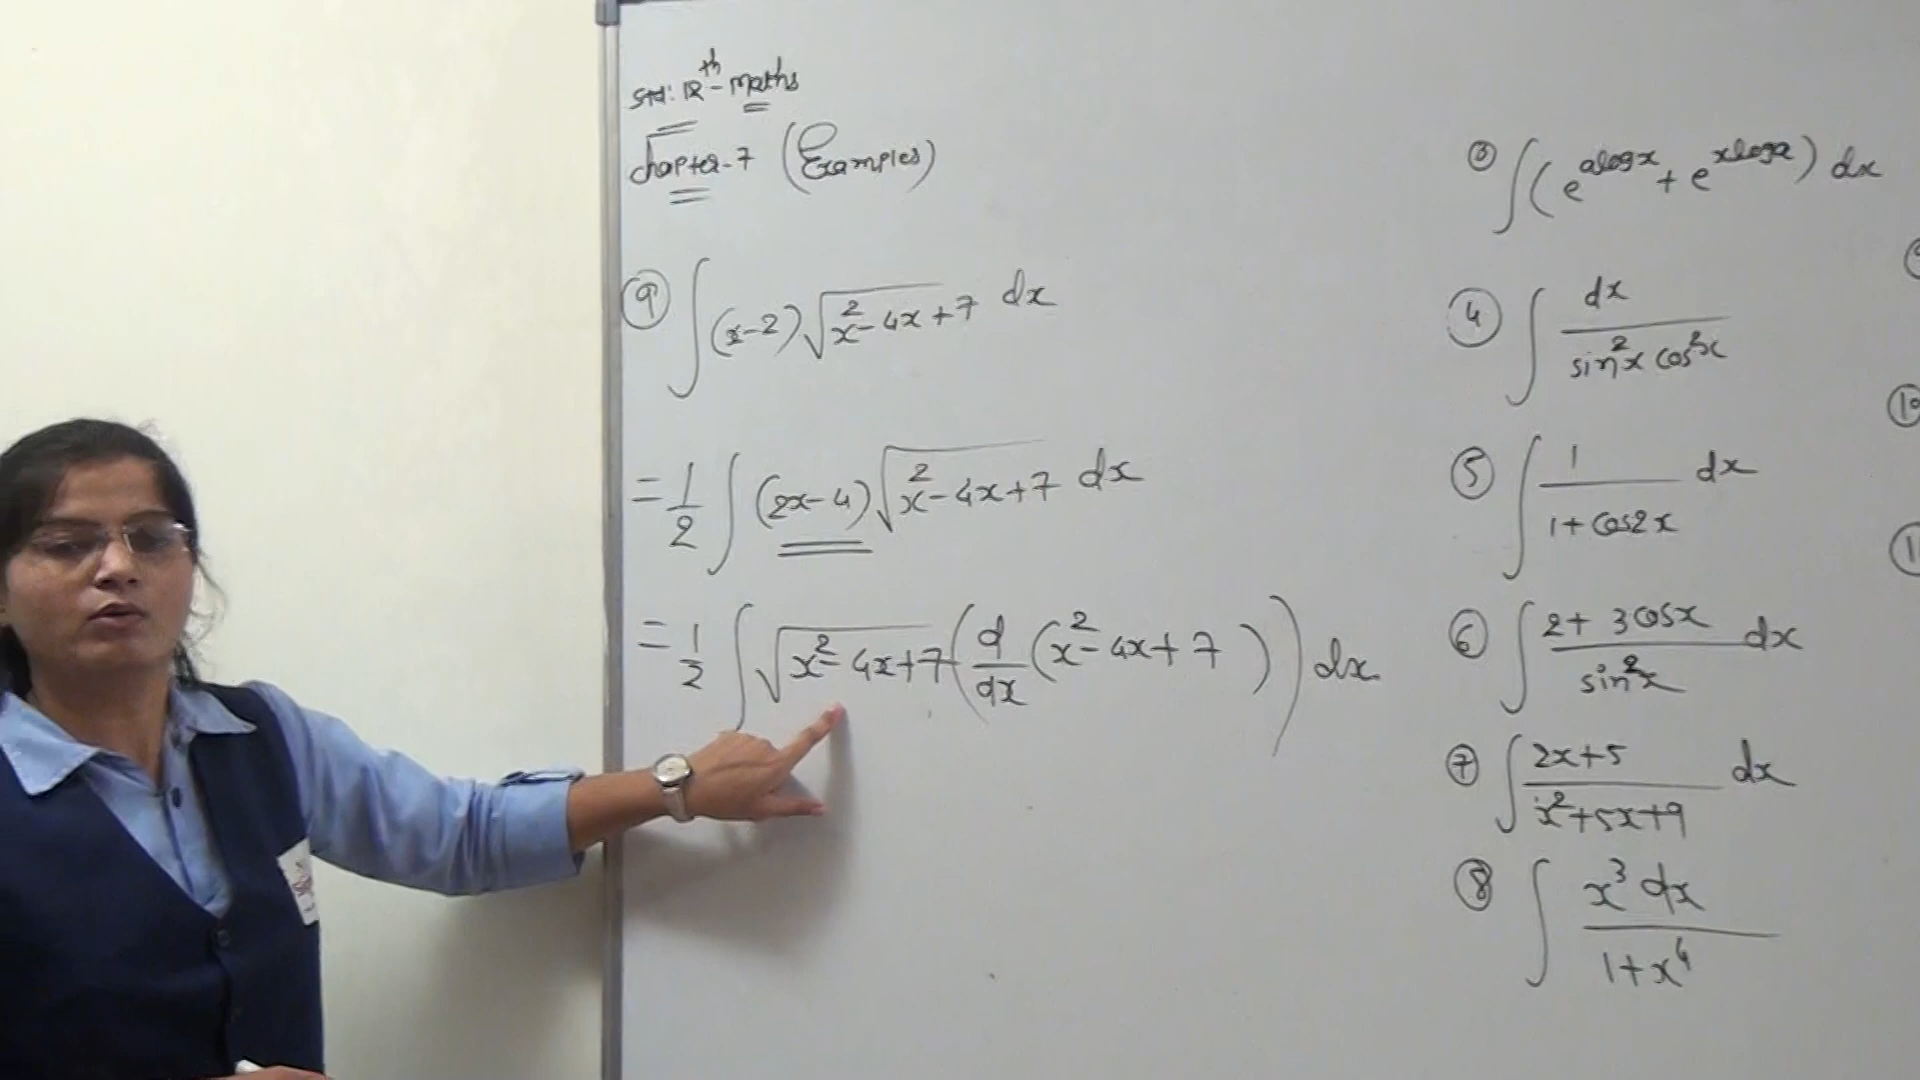 Std: 12th - Maths
Chapter-7 (Examples)
⑨ ∫ (x-2) √(x²-4x+7) dx
= 1/2 ∫ (2x-4) √(x²-4x+7) dx
= 1/2 ∫ √(x²-4x+7) (d/dx (x²-4x+7)) dx
③ ∫ (e^(alogx) + e^(xloga)) dx
④ ∫ dx/(sin²x cos²x)
⑤ ∫ 1/(1+cos2x) dx
⑥ ∫ (2+3cosx)/(sin²x) dx
⑦ ∫ (2x+5)/(x²+5x+9) dx
⑧ ∫ x³ dx/(1+x⁴)